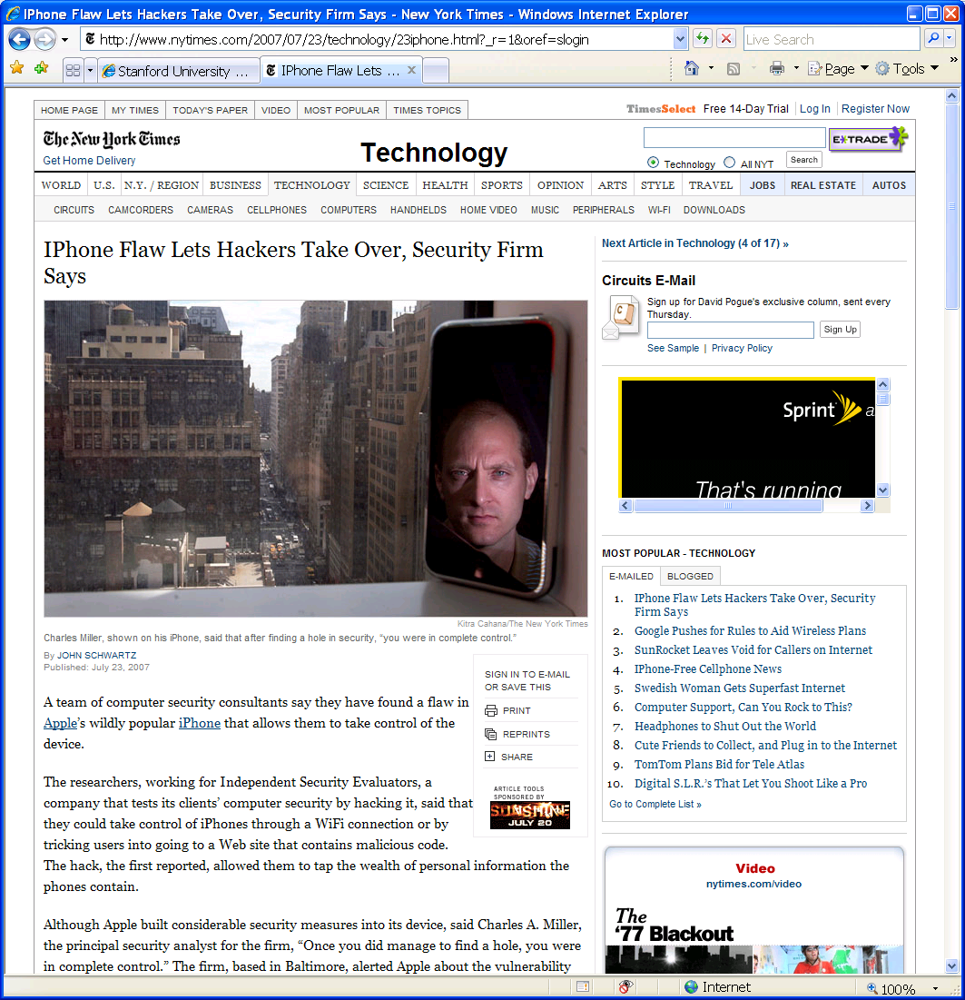 IPhone Flaw Lets Hackers Take Over, Security Firm Says - New York Times - Windows Internet Explorer
http://www.nytimes.com/2007/07/23/technology/23iphone.html?_r=1&oref=slogin
Live Search
Stanford University ...
IPhone Flaw Lets ...
Page
Tools
HOME PAGE MY TIMES TODAY'S PAPER VIDEO MOST POPULAR TIMES TOPICS
TimesSelect Free 14-Day Trial Log In Register Now
The New York Times
Get Home Delivery
Technology
Technology All NYT Search
E*TRADE
WORLD U.S. N.Y. / REGION BUSINESS TECHNOLOGY SCIENCE HEALTH SPORTS OPINION ARTS STYLE TRAVEL JOBS REAL ESTATE AUTOS
CIRCUITS CAMCORDERS CAMERAS CELLPHONES COMPUTERS HANDHELDS HOME VIDEO MUSIC PERIPHERALS WI-FI DOWNLOADS
IPhone Flaw Lets Hackers Take Over, Security Firm
Says
Kitra Cahana/The New York Times
Charles Miller, shown on his iPhone, said that after finding a hole in security, “you were in complete control.”
By JOHN SCHWARTZ
Published: July 23, 2007
SIGN IN TO E-MAIL
OR SAVE THIS
PRINT
REPRINTS
SHARE
ARTICLE TOOLS
SPONSORED BY
SUNSHINE
JULY 20
A team of computer security consultants say they have found a flaw in
Apple’s wildly popular iPhone that allows them to take control of the
device.
The researchers, working for Independent Security Evaluators, a
company that tests its clients’ computer security by hacking it, said that
they could take control of iPhones through a WiFi connection or by
tricking users into going to a Web site that contains malicious code.
The hack, the first reported, allowed them to tap the wealth of personal information the
phones contain.
Although Apple built considerable security measures into its device, said Charles A. Miller,
the principal security analyst for the firm, “Once you did manage to find a hole, you were
in complete control.” The firm, based in Baltimore, alerted Apple about the vulnerability
Next Article in Technology (4 of 17) »
Circuits E-Mail
C
Sign up for David Pogue's exclusive column, sent every
Thursday.
Sign Up
See Sample | Privacy Policy
Sprint a
That's running
MOST POPULAR - TECHNOLOGY
E-MAILED BLOGGED
1. IPhone Flaw Lets Hackers Take Over, Security
Firm Says
2. Google Pushes for Rules to Aid Wireless Plans
3. SunRocket Leaves Void for Callers on Internet
4. IPhone-Free Cellphone News
5. Swedish Woman Gets Superfast Internet
6. Computer Support, Can You Rock to This?
7. Headphones to Shut Out the World
8. Cute Friends to Collect, and Plug in to the Internet
9. TomTom Plans Bid for Tele Atlas
10. Digital S.L.R.’s That Let You Shoot Like a Pro
Go to Complete List »
Video
nytimes.com/video
The
’77 Blackout
Internet
100%